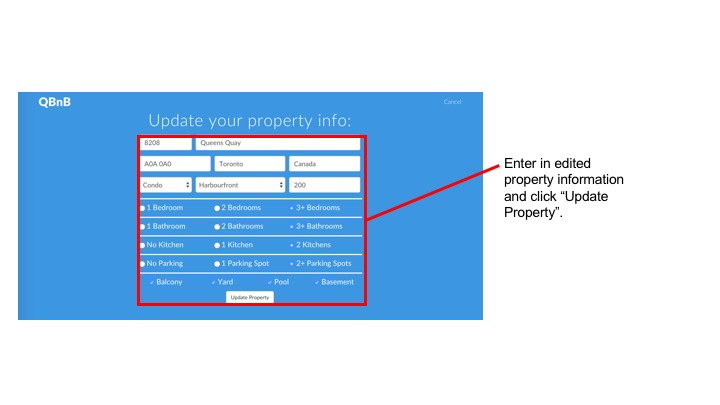 QBnB Cancel
Update your property info:
8208 Queens Quay
A0A 0A0 Toronto Canada
Condo Harbourfront 200
1 Bedroom 2 Bedrooms 3+ Bedrooms
1 Bathroom 2 Bathrooms 3+ Bathrooms
No Kitchen 1 Kitchen 2 Kitchens
No Parking 1 Parking Spot 2+ Parking Spots
Balcony Yard Pool Basement
Update Property
Enter in edited
property information
and click “Update
Property”.